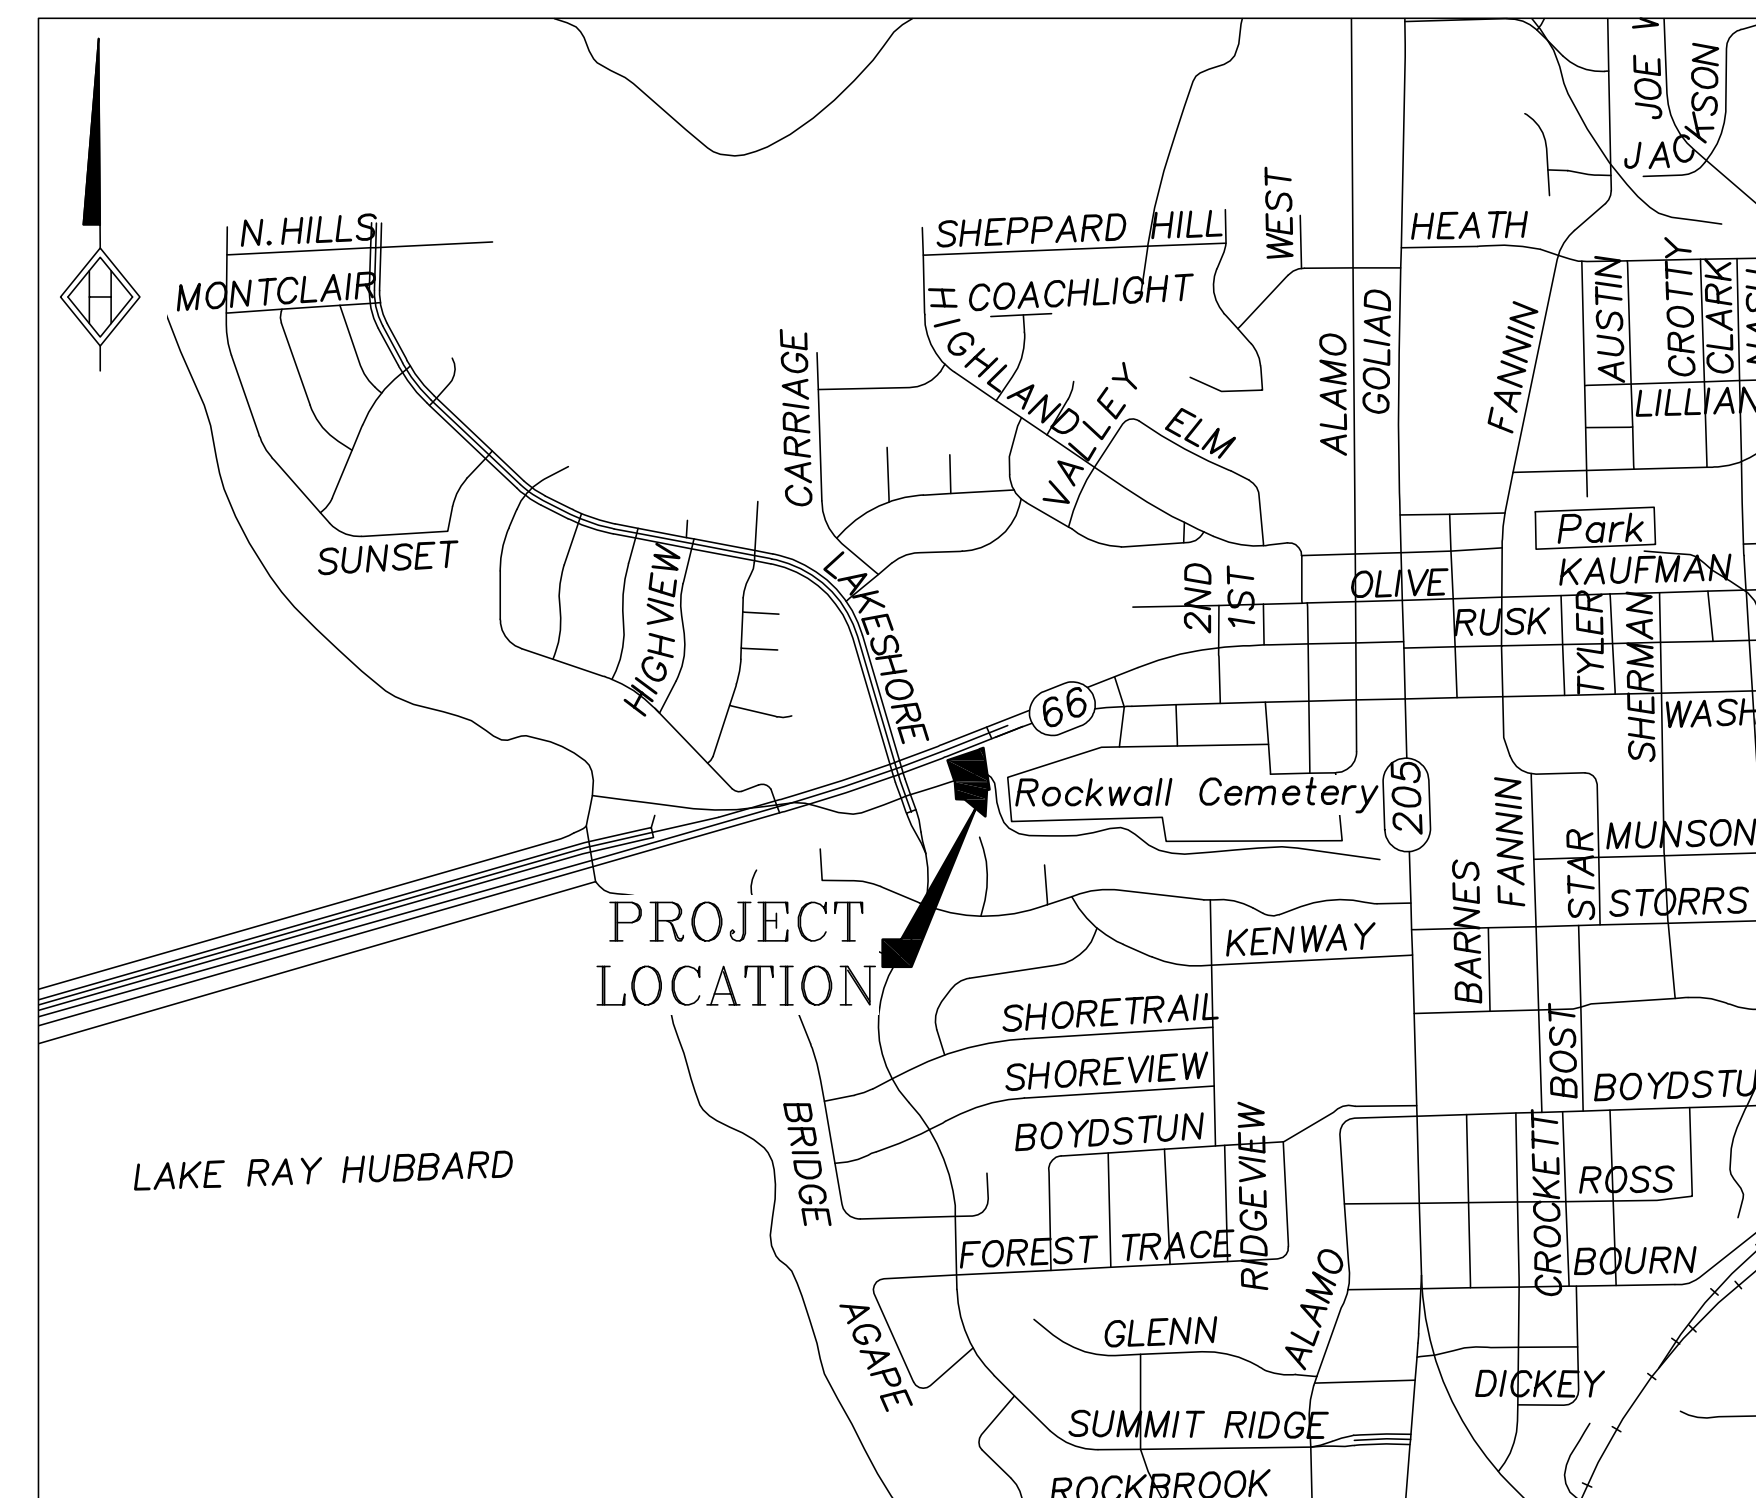 JOE
JACKSON
N. HILLS
MONTCLAIR
SHEPPARD HILL
WEST
HEATH
COACHLIGHT
HIGHLAND
CARRIAGE
VALLEY
ELM
ALAMO
GOLIAD
FANNIN
AUSTIN
CROTTY
CLARK
LILLIAN
SUNSET
HIGHVIEW
LAKESHORE
2ND
1ST
OLIVE
Park
KAUFMAN
RUSK
TYLER
SHERMAN
WASH
66
Rockwall Cemetery
205
FANNIN
STAR
MUNSON
STORRS
BARNES
PROJECT
LOCATION
KENWAY
SHORETRAIL
SHOREVIEW
BOYDSTUN
BOST
BOYDSTU
LAKE RAY HUBBARD
BRIDGE
RIDGEVIEW
CROCKETT
ROSS
FOREST TRACE
BOURN
AGAPE
GLENN
ALAMO
DICKEY
SUMMIT RIDGE
ROCKBROOK